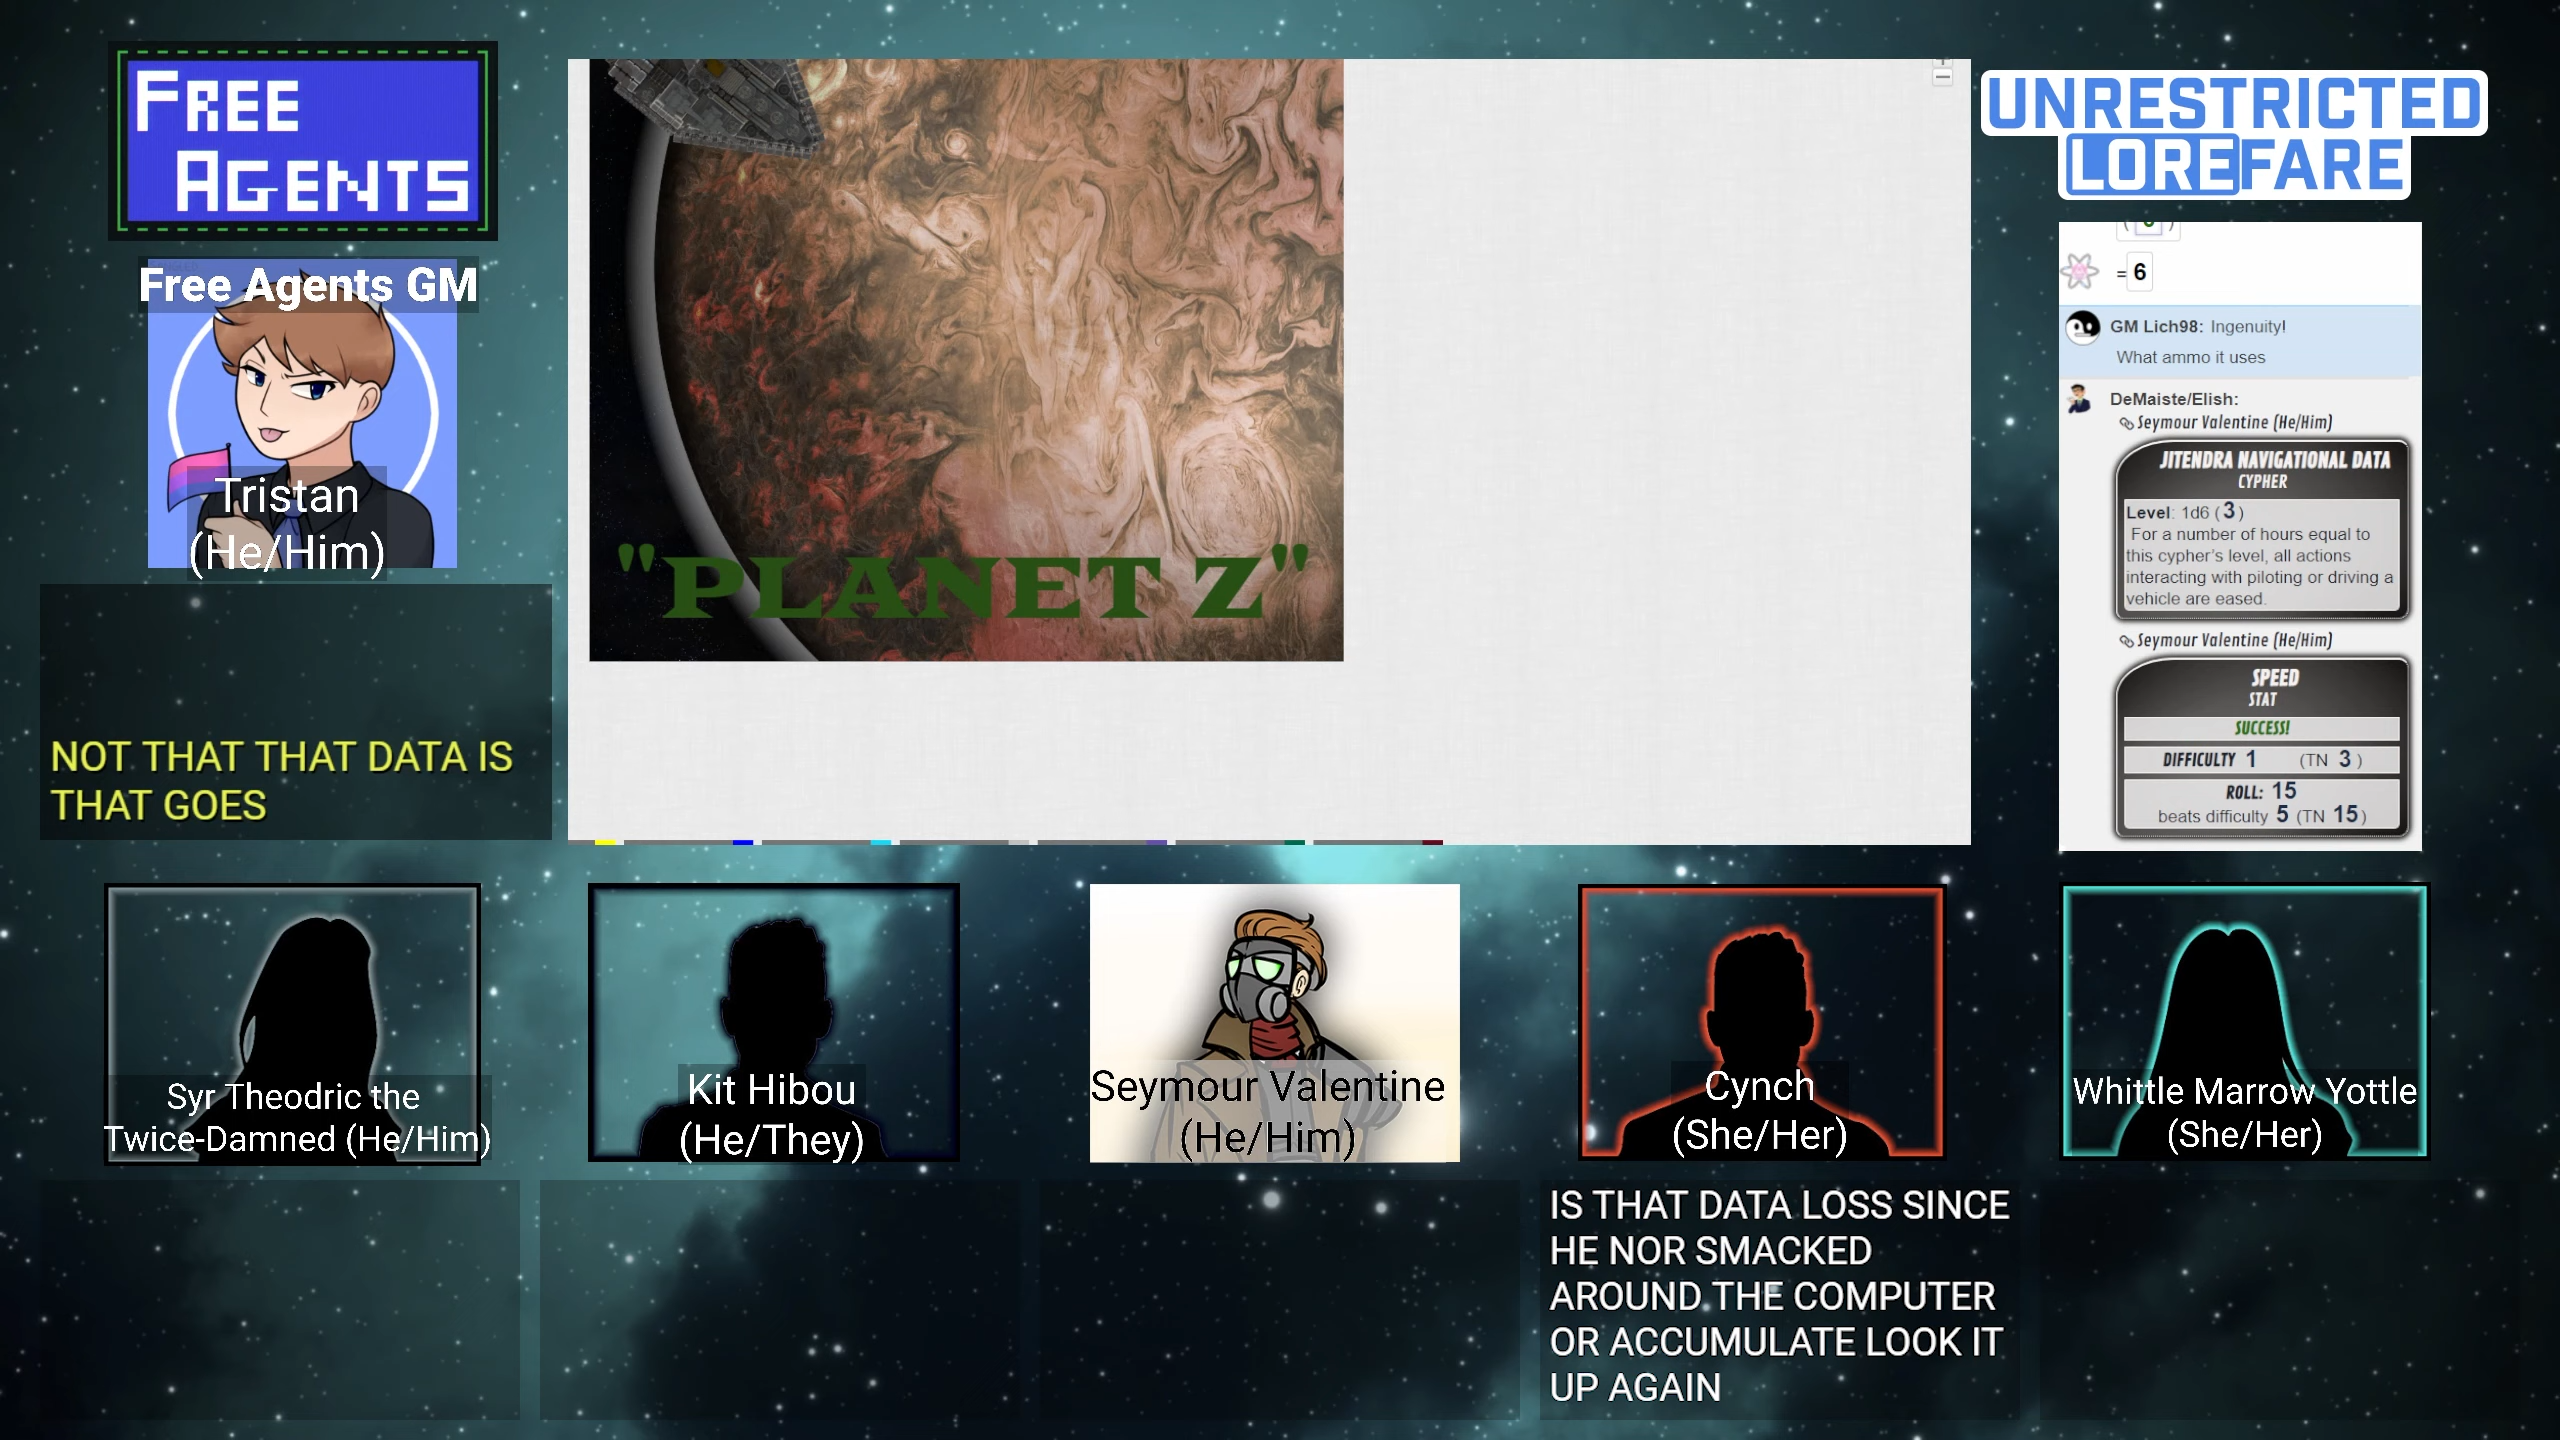 FREE
AGENTS
Free Agents GM
Tristan
(He/Him)
NOT THAT THAT DATA IS
THAT GOES
"PLANET Z"
UNRESTRICTED
LOREFARE
= 6
GM Lich98: Ingenuity!
What ammo it uses
DeMaiste/Elish:
Seymour Valentine (He/Him)
JITENDRA NAVIGATIONAL DATA
CYPHER
Level: 1d6 ( 3 )
For a number of hours equal to
this cypher's level, all actions
interacting with piloting or driving a
vehicle are eased.
Seymour Valentine (He/Him)
SPEED
STAT
SUCCESS!
DIFFICULTY 1 (TN 3 )
ROLL: 15
beats difficulty 5 (TN 15 )
Syr Theodric the
Twice-Damned (He/Him)
Kit Hibou
(He/They)
Seymour Valentine
(He/Him)
Cynch
(She/Her)
Whittle Marrow Yottle
(She/Her)
IS THAT DATA LOSS SINCE
HE NOR SMACKED
AROUND THE COMPUTER
OR ACCUMULATE LOOK IT
UP AGAIN